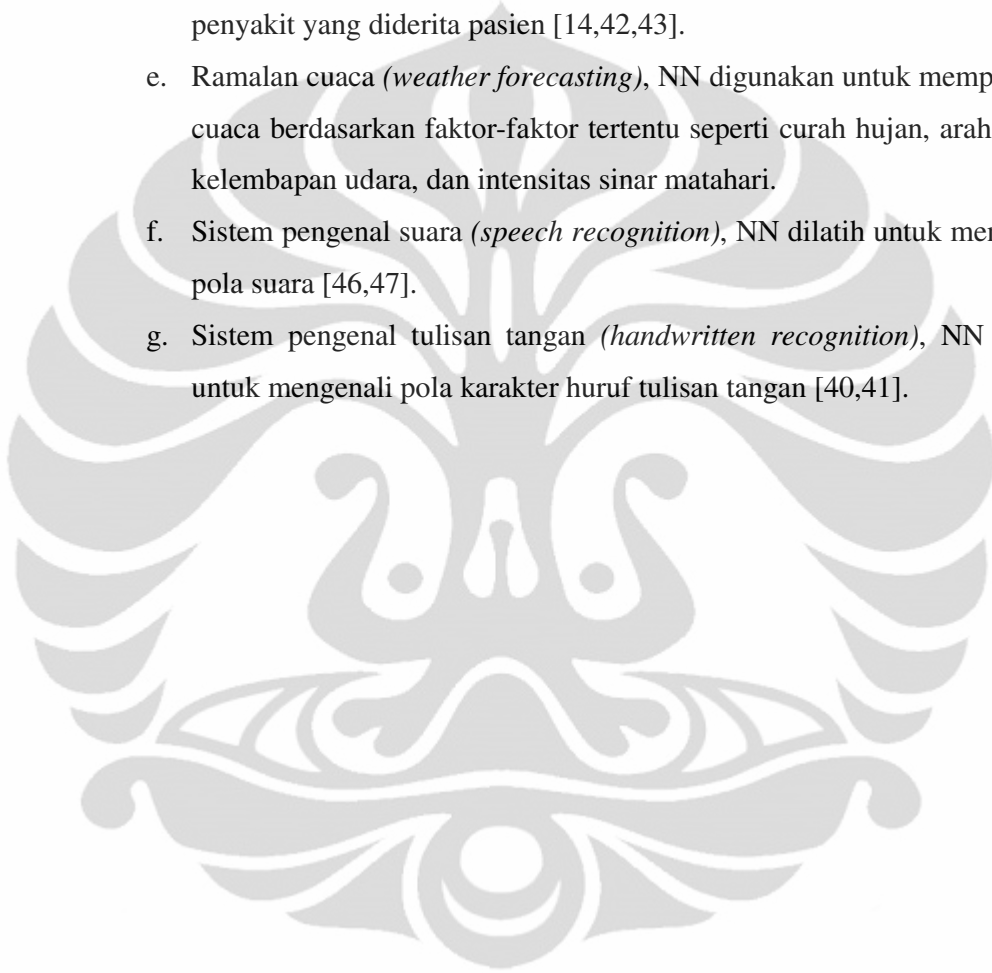 penyakit yang diderita pasien [14,42,43].
e. Ramalan cuaca (weather forecasting), NN digunakan untuk memp
cuaca berdasarkan faktor-faktor tertentu seperti curah hujan, arah
kelembapan udara, dan intensitas sinar matahari.
f. Sistem pengenal suara (speech recognition), NN dilatih untuk mer
pola suara [46,47].
g. Sistem pengenal tulisan tangan (handwritten recognition), NN
untuk mengenali pola karakter huruf tulisan tangan [40,41].